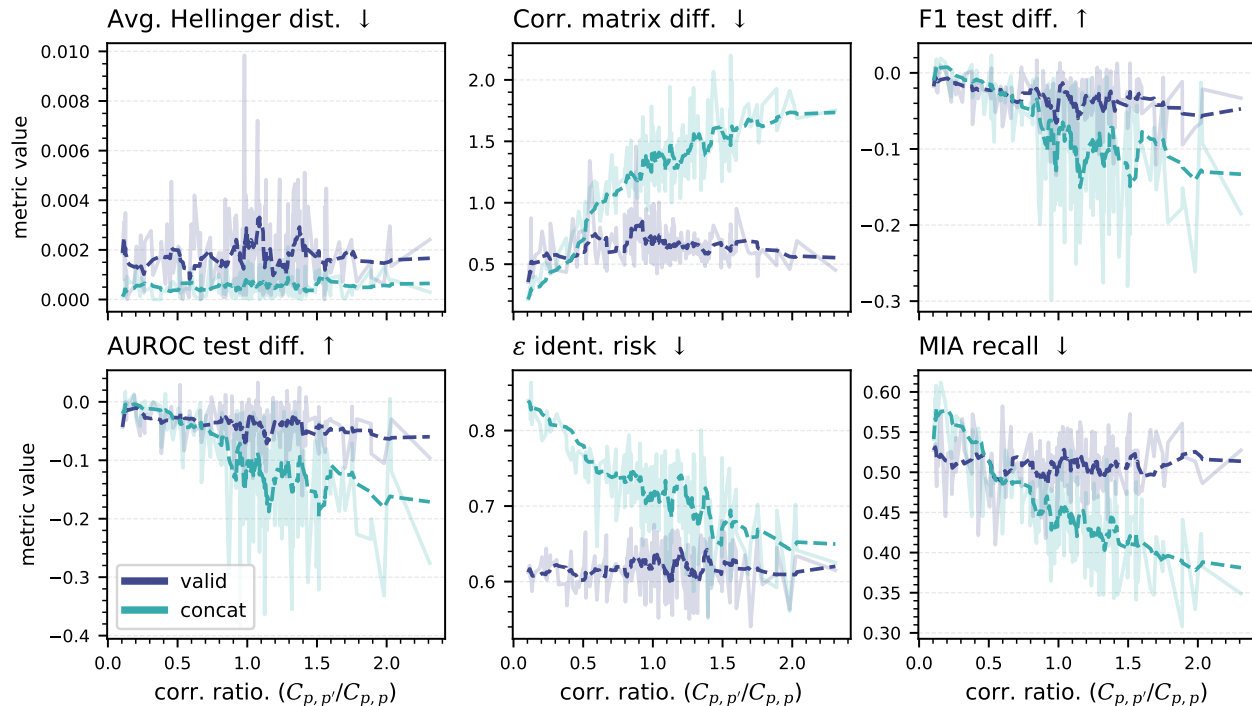 Avg. Hellinger dist. ↓
Corr. matrix diff. ↓
F1 test diff. ↑
0.010
0.008
0.006
0.004
0.002
0.000
metric value
2.0
1.5
1.0
0.5
0.0
−0.1
−0.2
−0.3
AUROC test diff. ↑
ε ident. risk ↓
MIA recall ↓
0.0
−0.1
−0.2
−0.3
−0.4
metric value
valid
concat
0.8
0.7
0.6
0.60
0.55
0.50
0.45
0.40
0.35
0.30
0.0 0.5 1.0 1.5 2.0
0.0 0.5 1.0 1.5 2.0
0.0 0.5 1.0 1.5 2.0
corr. ratio. (C_{p,p′}/C_{p,p})
corr. ratio. (C_{p,p′}/C_{p,p})
corr. ratio. (C_{p,p′}/C_{p,p})